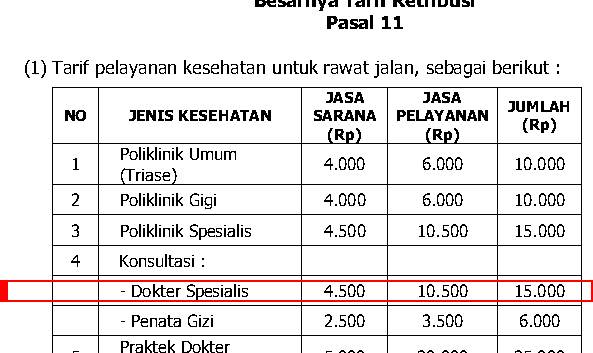 Besarnya Tarif Retribusi
Pasal 11
(1) Tarif pelayanan kesehatan untuk rawat jalan, sebagai berikut :
NO JENIS KESEHATAN JASA SARANA (Rp) JASA PELAYANAN (Rp) JUMLAH (Rp)
1 Poliklinik Umum (Triase) 4.000 6.000 10.000
2 Poliklinik Gigi 4.000 6.000 10.000
3 Poliklinik Spesialis 4.500 10.500 15.000
4 Konsultasi :
- Dokter Spesialis 4.500 10.500 15.000
- Penata Gizi 2.500 3.500 6.000
Praktek Dokter